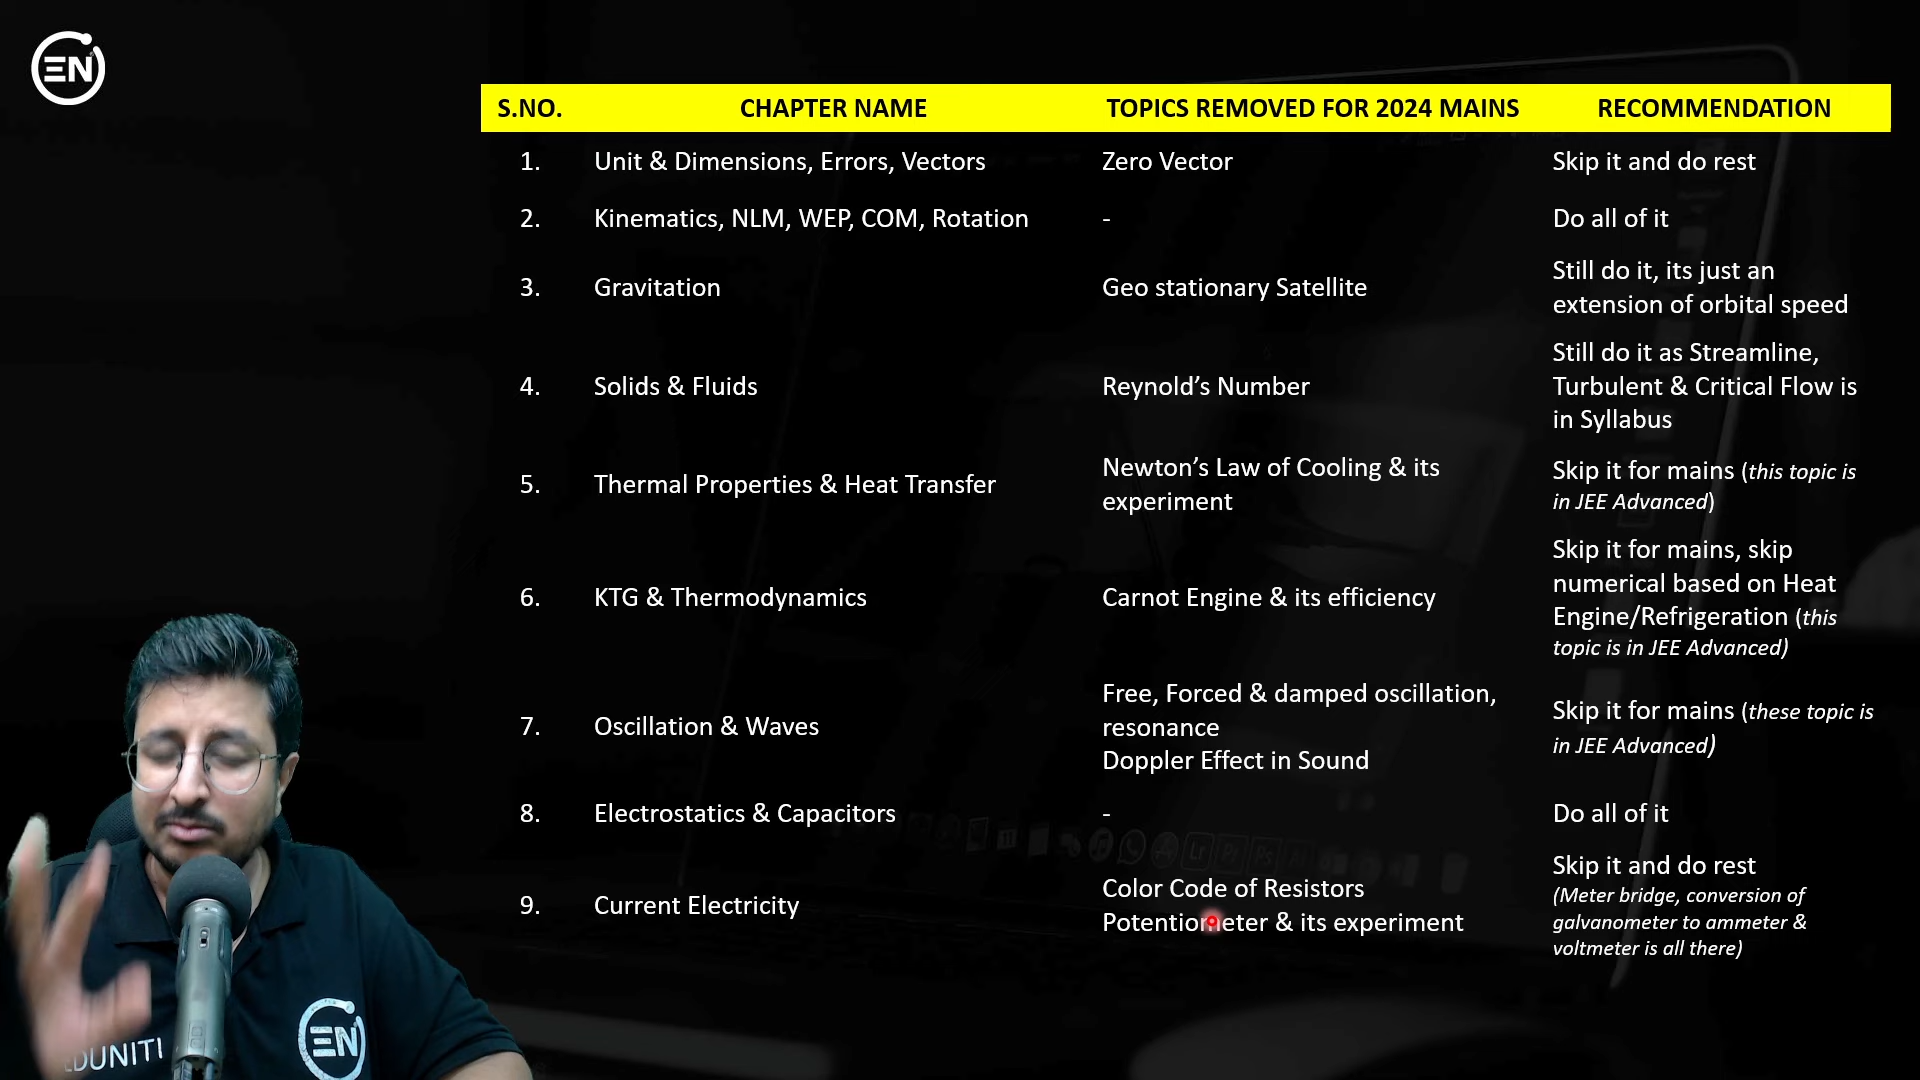 EN
S.NO. CHAPTER NAME TOPICS REMOVED FOR 2024 MAINS RECOMMENDATION
1. Unit & Dimensions, Errors, Vectors Zero Vector Skip it and do rest
2. Kinematics, NLM, WEP, COM, Rotation - Do all of it
3. Gravitation Geo stationary Satellite Still do it, its just an
extension of orbital speed
4. Solids & Fluids Reynold’s Number Still do it as Streamline,
Turbulent & Critical Flow is
in Syllabus
5. Thermal Properties & Heat Transfer Newton’s Law of Cooling & its
experiment
Skip it for mains (this topic is
in JEE Advanced)
6. KTG & Thermodynamics Carnot Engine & its efficiency Skip it for mains, skip
numerical based on Heat
Engine/Refrigeration (this
topic is in JEE Advanced)
7. Oscillation & Waves Free, Forced & damped oscillation,
resonance
Doppler Effect in Sound
Skip it for mains (these topic is
in JEE Advanced)
8. Electrostatics & Capacitors - Do all of it
9. Current Electricity Color Code of Resistors
Potentiometer & its experiment
Skip it and do rest
(Meter bridge, conversion of
galvanometer to ammeter &
voltmeter is all there)
EDUNITI
EN